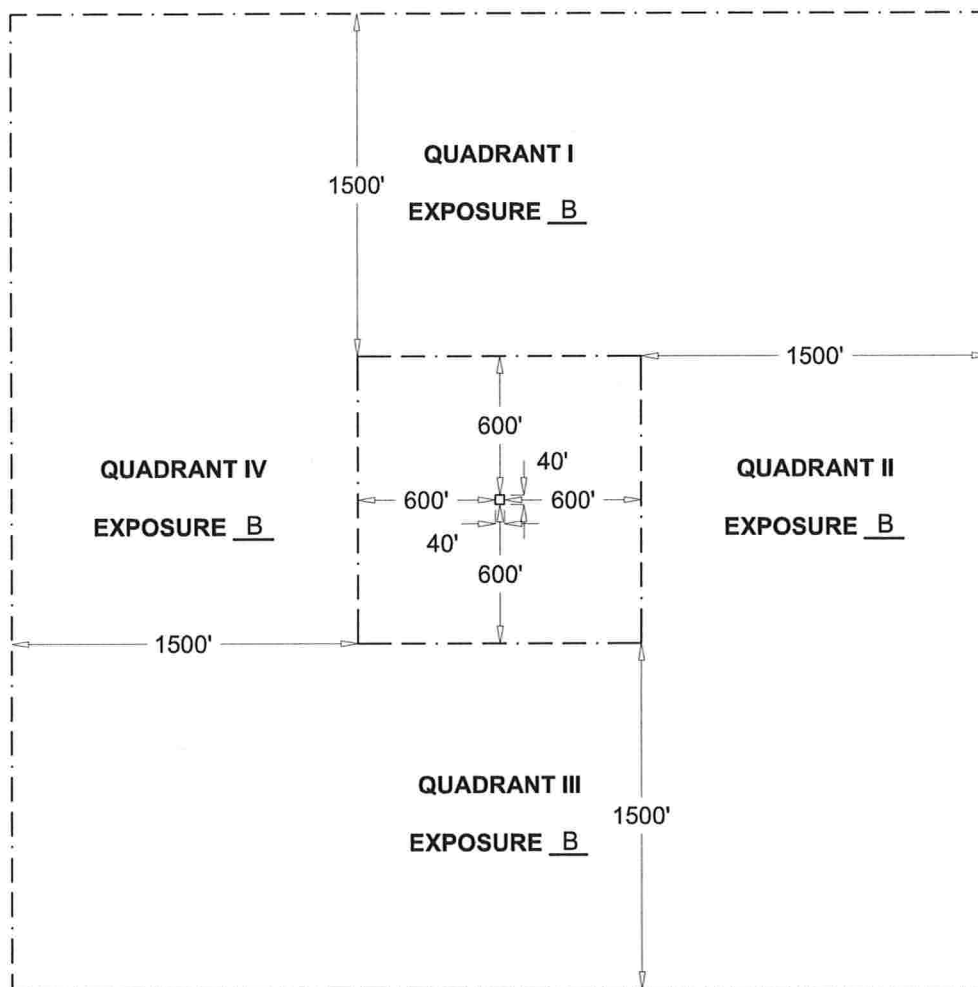 QUADRANT I
1500'
EXPOSURE B
1500'
600'
40'
QUADRANT IV
QUADRANT II
600'
600'
EXPOSURE B
EXPOSURE B
40'
600'
1500'
QUADRANT III
1500'
EXPOSURE B